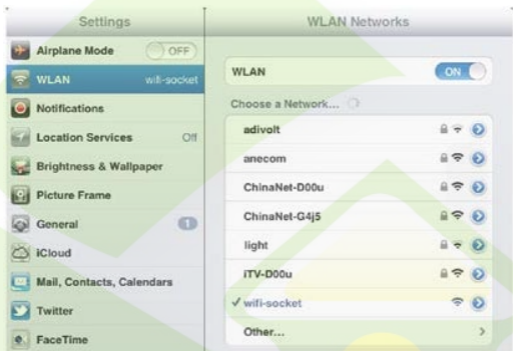 Settings
Airplane Mode OFF
WLAN wifi-socket
Notifications
Location Services Off
Brightness & Wallpaper
Picture Frame
General 1
iCloud
Mail, Contacts, Calendars
Twitter
FaceTime
WLAN Networks
WLAN ON
Choose a Network...
adivolt
anecom
ChinaNet-D00u
ChinaNet-G4j5
light
iTV-D00u
wifi-socket
Other...